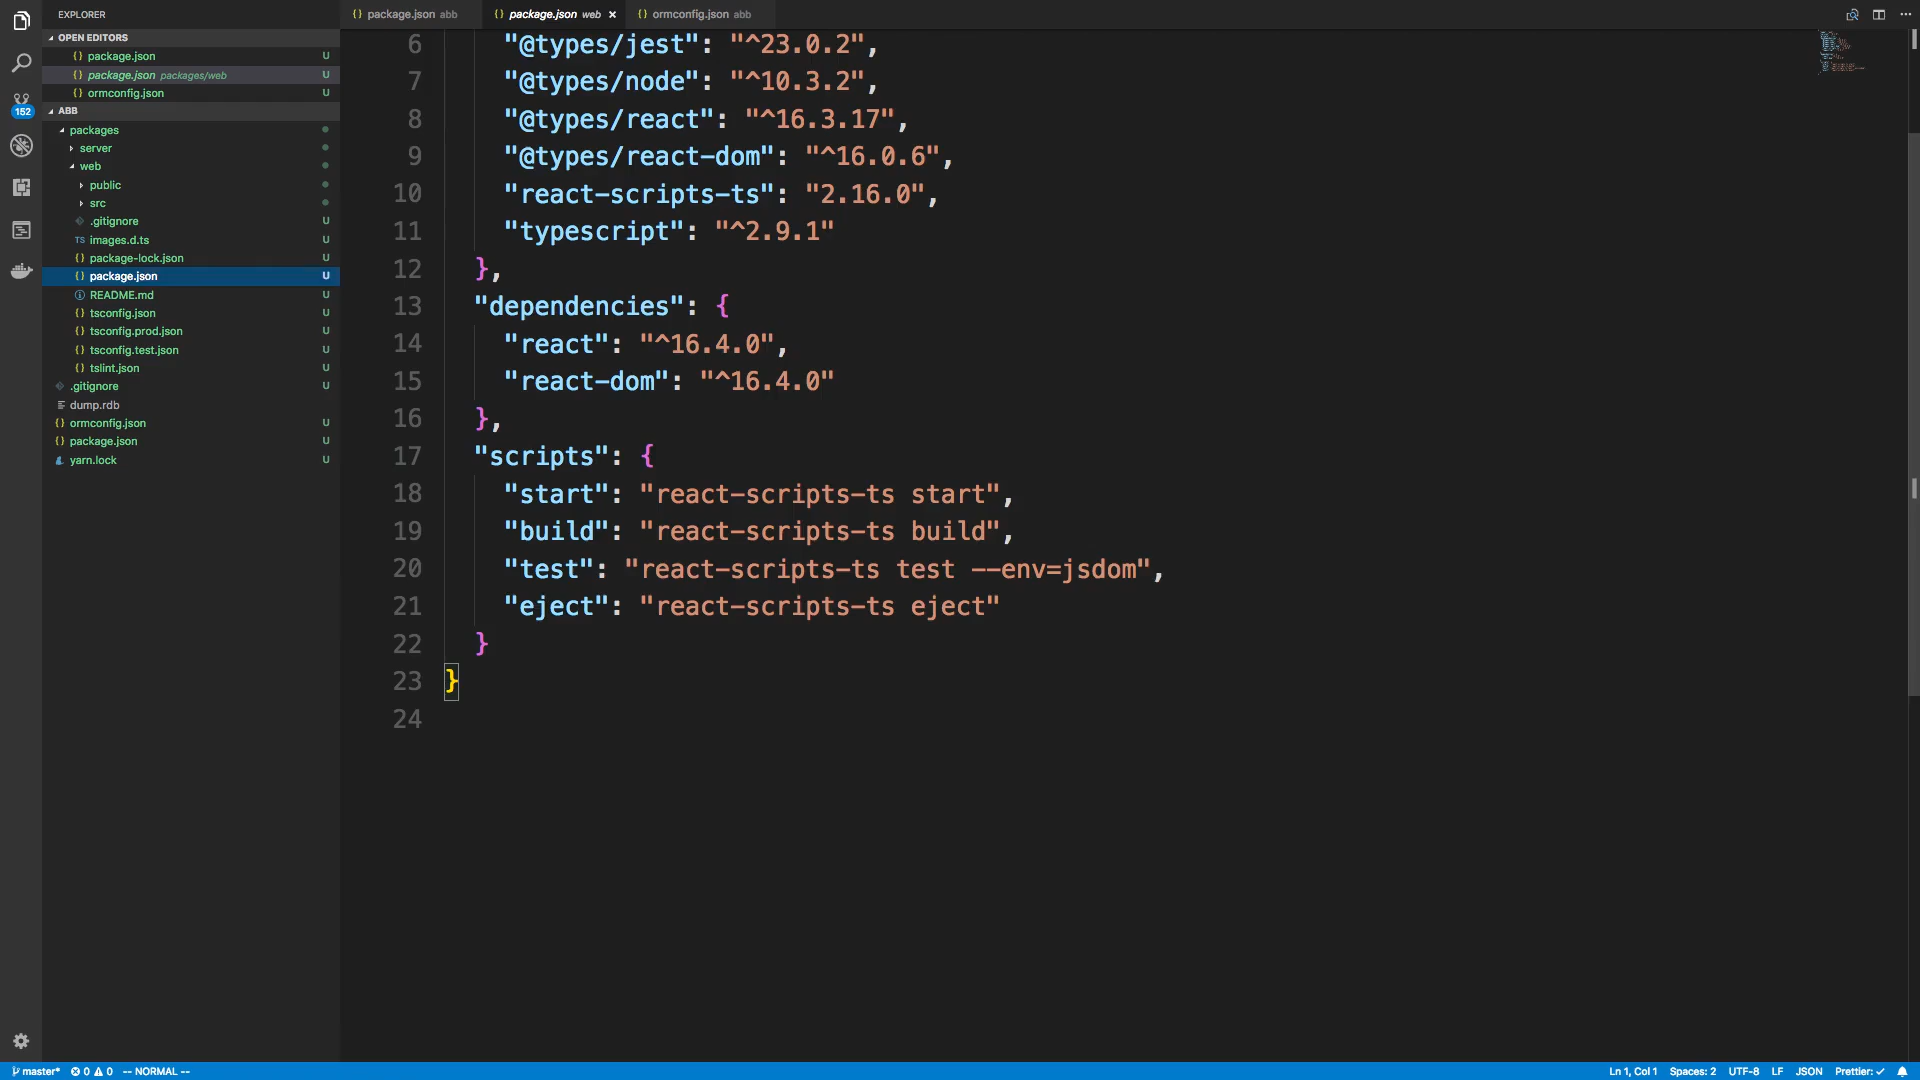 EXPLORER
OPEN EDITORS
package.json U
package.json packages/web U
ormconfig.json U
152
ABB
packages
server
web
public
src
.gitignore U
TS images.d.ts U
{} package-lock.json U
{} package.json U
README.md U
{} tsconfig.json U
{} tsconfig.prod.json U
{} tsconfig.test.json U
{} tslint.json U
.gitignore U
dump.rdb
{} ormconfig.json U
{} package.json U
yarn.lock U
{} package.json abb
{} package.json web ×
{} ormconfig.json abb
6 "@types/jest": "^23.0.2",
7 "@types/node": "^10.3.2",
8 "@types/react": "^16.3.17",
9 "@types/react-dom": "^16.0.6",
10 "react-scripts-ts": "2.16.0",
11 "typescript": "^2.9.1"
12 },
13 "dependencies": {
14 "react": "^16.4.0",
15 "react-dom": "^16.4.0"
16 },
17 "scripts": {
18 "start": "react-scripts-ts start",
19 "build": "react-scripts-ts build",
20 "test": "react-scripts-ts test --env=jsdom",
21 "eject": "react-scripts-ts eject"
22 }
23 }
24
master* 0 0 -- NORMAL --
Ln 1, Col 1 Spaces: 2 UTF-8 LF JSON Prettier: ✓